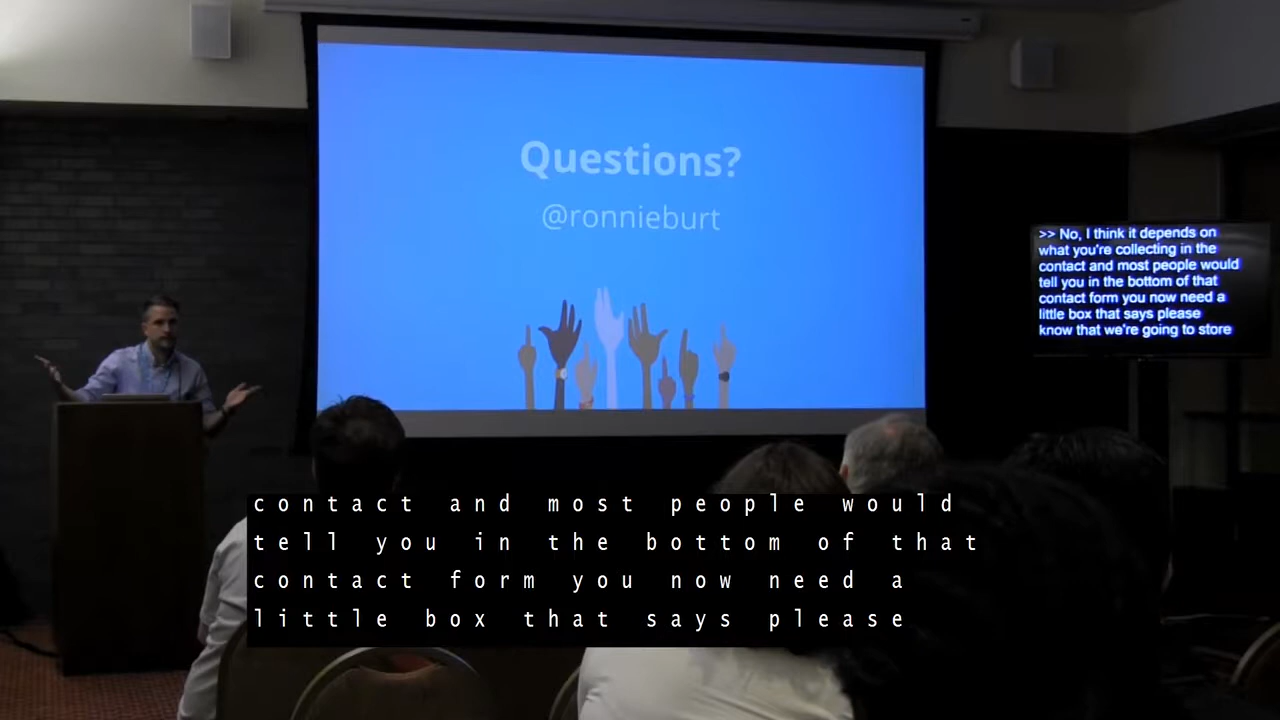 Questions?
@ronnieburt
>> No, I think it depends on
what you're collecting in the
contact and most people would
tell you in the bottom of that
contact form you now need a
little box that says please
know that we're going to store
contact and most people would
tell you in the bottom of that
contact form you now need a
little box that says please